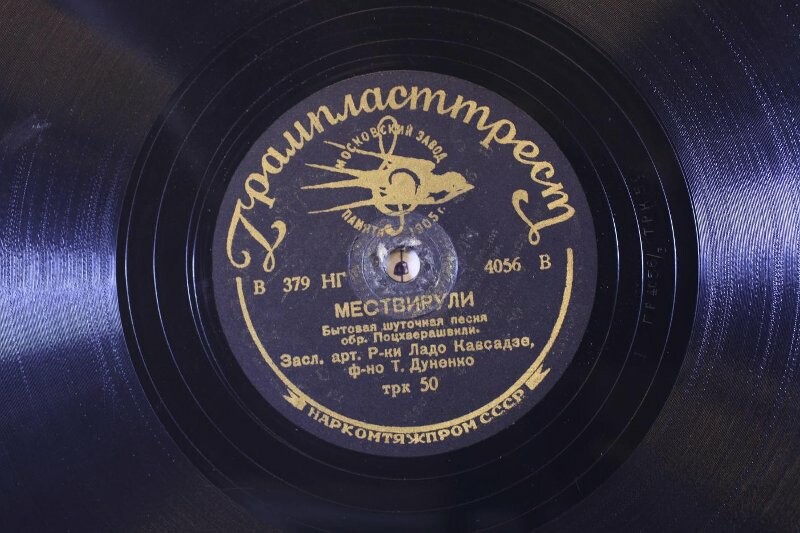 Грампласттрест
МОСКОВСКИЙ ЗАВОД
ПАМЯТИ 1905 г.
В 379 НГ
4056 В
МЕСТВИРУЛИ
Бытовая шуточная песня
обр. Поцхверашвили.
Засл. арт. Р-ки Ладо Кавсадзе,
ф-но Т. Дуненко
трк 50
НАРКОМТЯЖПРОМ СССР